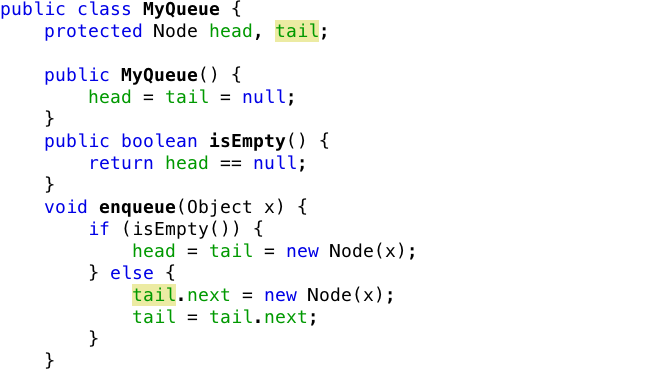 public class MyQueue {
    protected Node head, tail;

    public MyQueue() {
        head = tail = null;
    }
    public boolean isEmpty() {
        return head == null;
    }
    void enqueue(Object x) {
        if (isEmpty()) {
            head = tail = new Node(x);
        } else {
            tail.next = new Node(x);
            tail = tail.next;
        }
    }